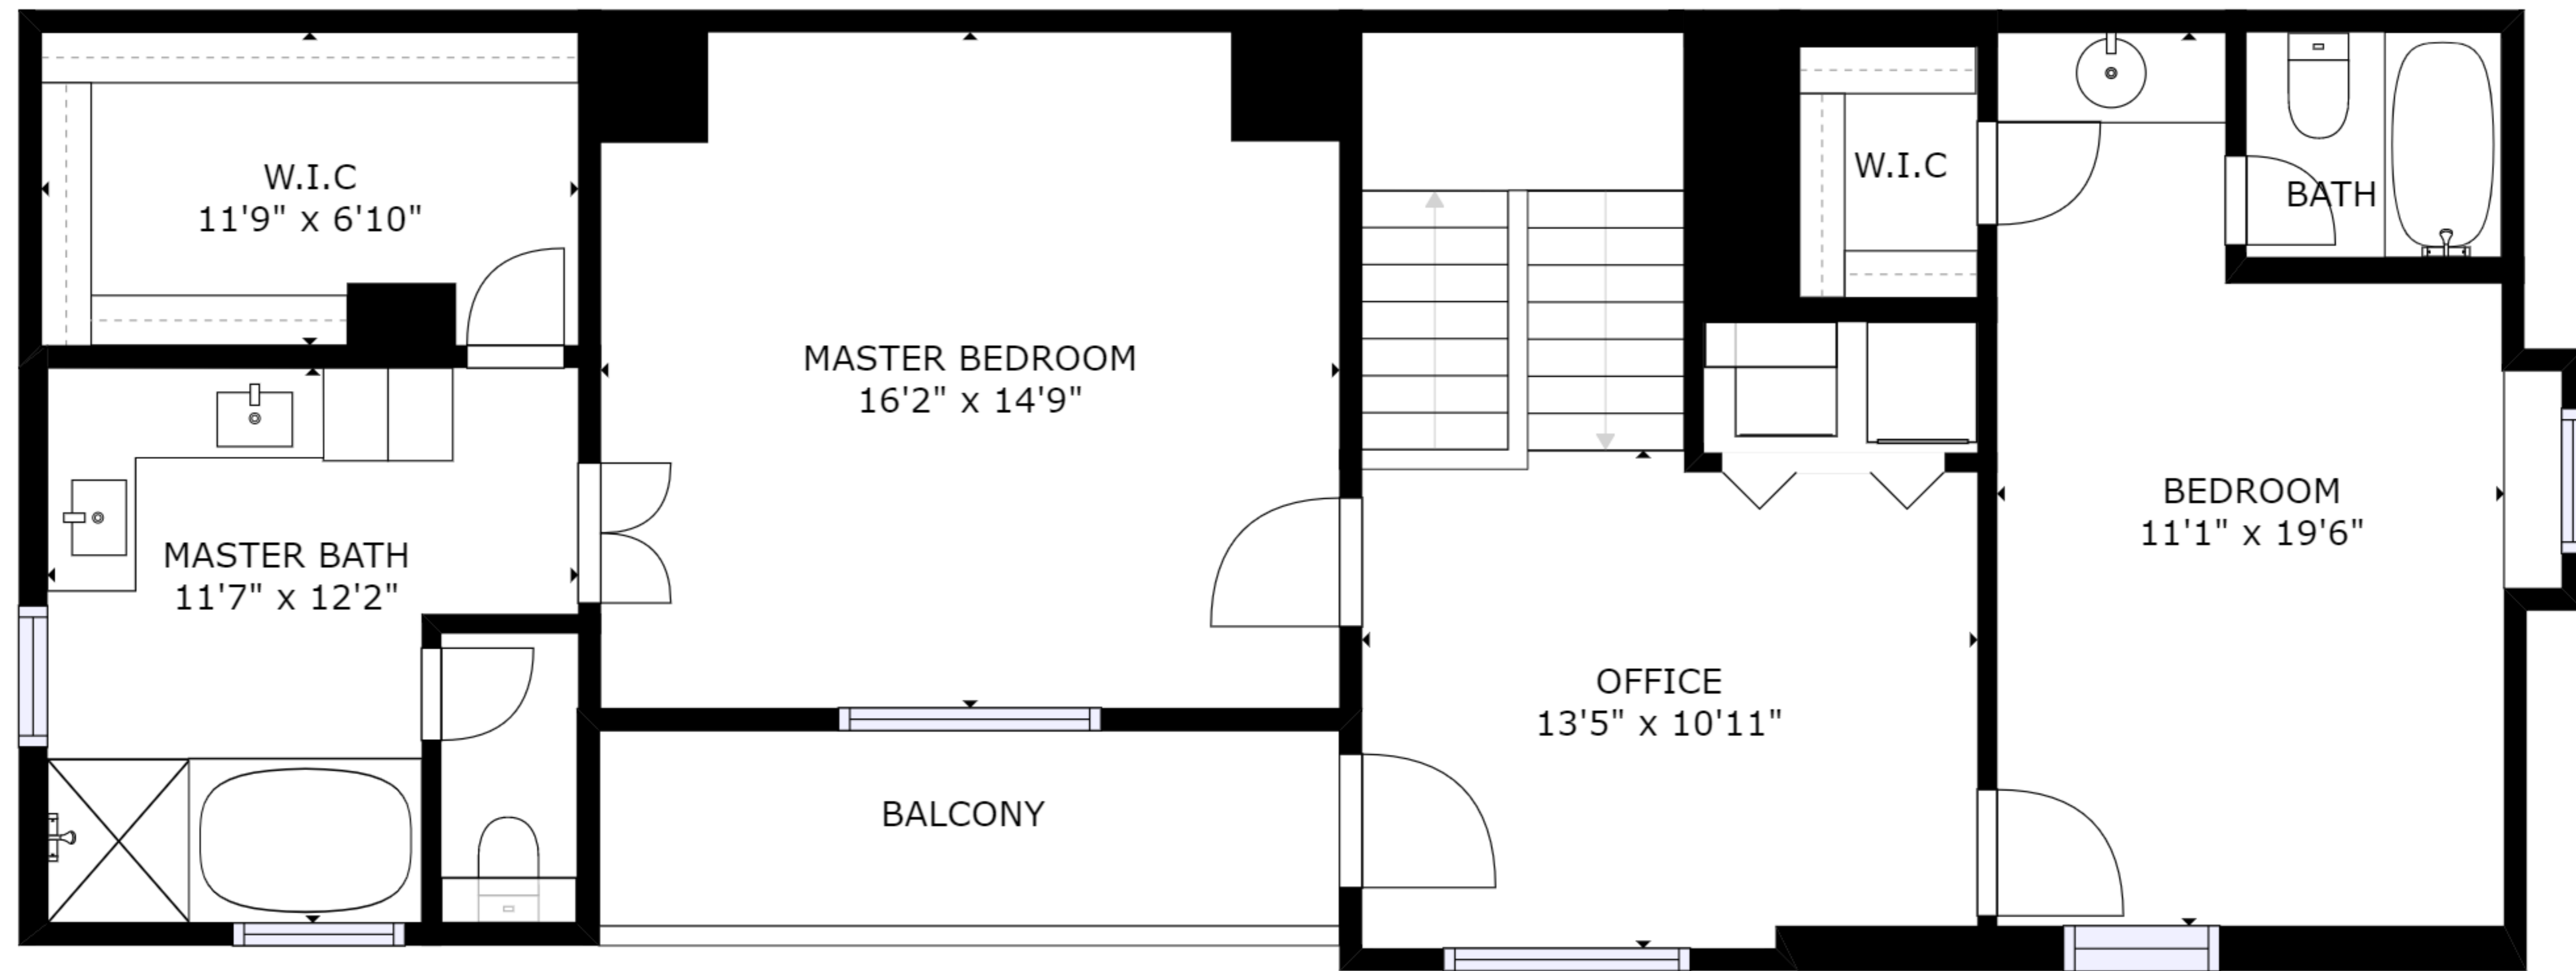 W.I.C
11'9" x 6'10"
MASTER BEDROOM
16'2" x 14'9"
W.I.C
BATH
MASTER BATH
11'7" x 12'2"
BEDROOM
11'1" x 19'6"
OFFICE
13'5" x 10'11"
BALCONY